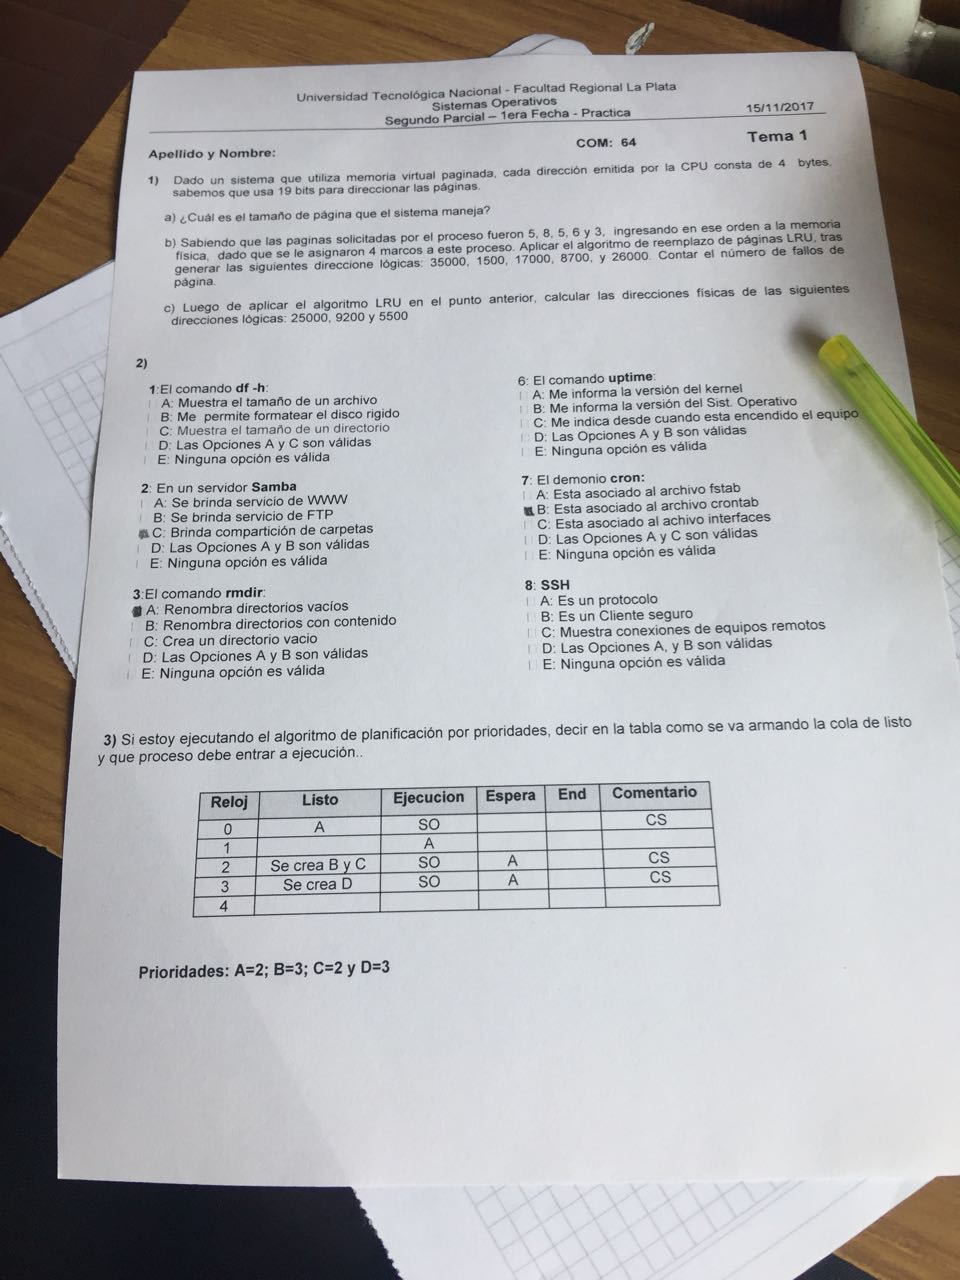 Universidad Tecnológica Nacional - Facultad Regional La Plata
Sistemas Operativos
Segundo Parcial – 1era Fecha - Practica
15/11/2017
Apellido y Nombre:
COM: 64
Tema 1
1) Dado un sistema que utiliza memoria virtual paginada, cada dirección emitida por la CPU consta de 4 bytes,
sabemos que usa 19 bits para direccionar las páginas.
a) ¿Cuál es el tamaño de página que el sistema maneja?
b) Sabiendo que las paginas solicitadas por el proceso fueron 5, 8, 5, 6 y 3, ingresando en ese orden a la memoria
física, dado que se le asignaron 4 marcos a este proceso. Aplicar el algoritmo de reemplazo de páginas LRU, tras
generar las siguientes direccione lógicas: 35000, 1500, 17000, 8700, y 26000. Contar el número de fallos de
página.
c) Luego de aplicar el algoritmo LRU en el punto anterior, calcular las direcciones físicas de las siguientes
direcciones lógicas: 25000, 9200 y 5500
2)
1:El comando df -h:
A: Muestra el tamaño de un archivo
B: Me permite formatear el disco rigido
C: Muestra el tamaño de un directorio
D: Las Opciones A y C son válidas
E: Ninguna opción es válida
2: En un servidor Samba
A: Se brinda servicio de WWW
B: Se brinda servicio de FTP
C: Brinda compartición de carpetas
D: Las Opciones A y B son válidas
E: Ninguna opción es válida
3:El comando rmdir:
A: Renombra directorios vacíos
B: Renombra directorios con contenido
C: Crea un directorio vacio
D: Las Opciones A y B son válidas
E: Ninguna opción es válida
6: El comando uptime:
A: Me informa la versión del kernel
B: Me informa la versión del Sist. Operativo
C: Me indica desde cuando esta encendido el equipo
D: Las Opciones A y B son válidas
E: Ninguna opción es válida
7: El demonio cron:
A: Esta asociado al archivo fstab
B: Esta asociado al archivo crontab
C: Esta asociado al achivo interfaces
D: Las Opciones A y C son válidas
E: Ninguna opción es válida
8: SSH
A: Es un protocolo
B: Es un Cliente seguro
C: Muestra conexiones de equipos remotos
D: Las Opciones A, y B son válidas
E: Ninguna opción es válida
3) Si estoy ejecutando el algoritmo de planificación por prioridades, decir en la tabla como se va armando la cola de listo
y que proceso debe entrar a ejecución..
Reloj Listo Ejecucion Espera End Comentario
0 A SO CS
1 A
2 Se crea B y C SO A CS
3 Se crea D SO A CS
4
Prioridades: A=2; B=3; C=2 y D=3